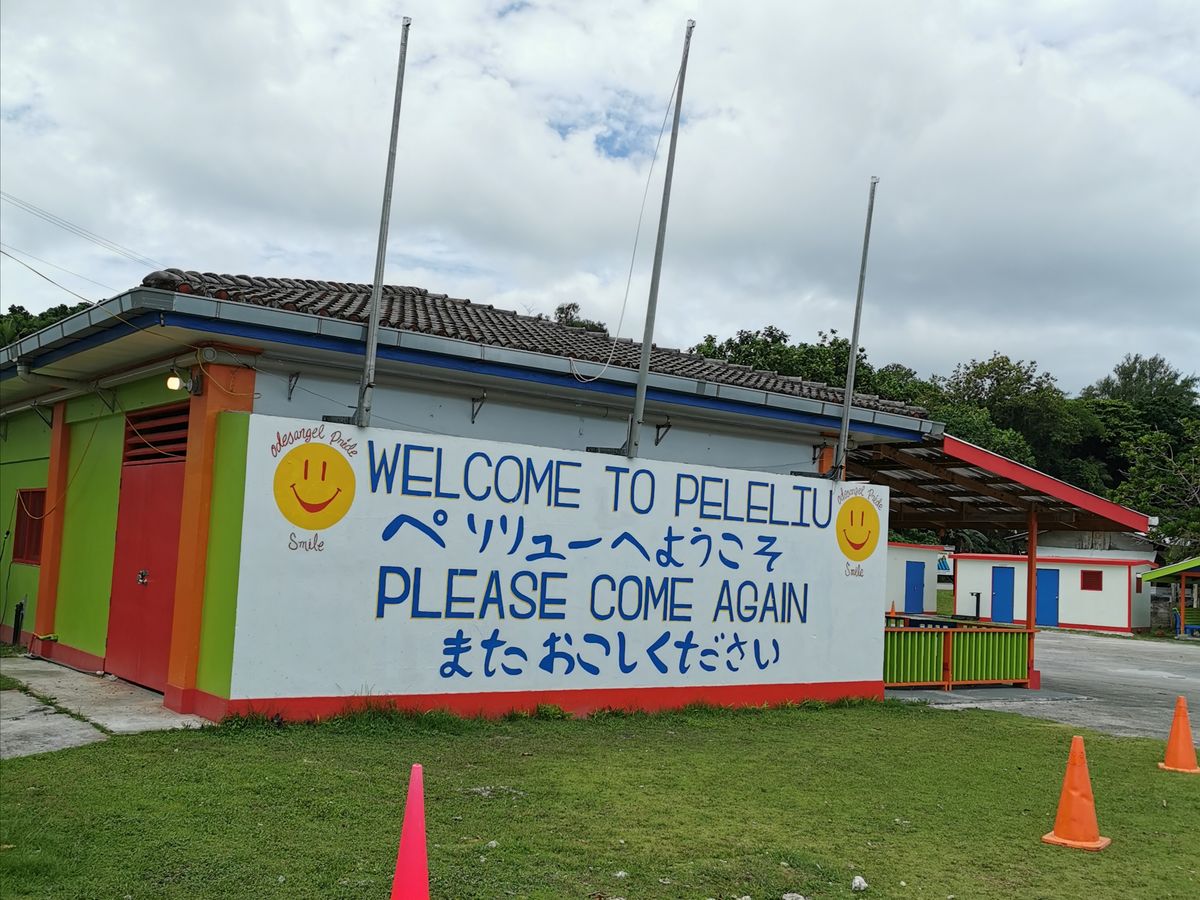 odesangel Pride
Smile
WELCOME TO PELELIU
ペリリューへようこそ
PLEASE COME AGAIN
またおこしください
odesangel Pride
Smile